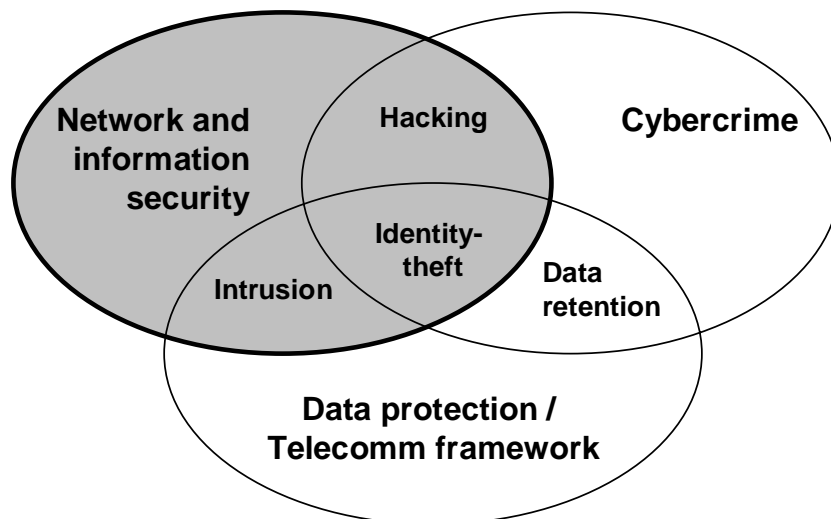 Network and
information
security
Hacking
Cybercrime
Identity-
theft
Intrusion
Data
retention
Data protection /
Telecomm framework